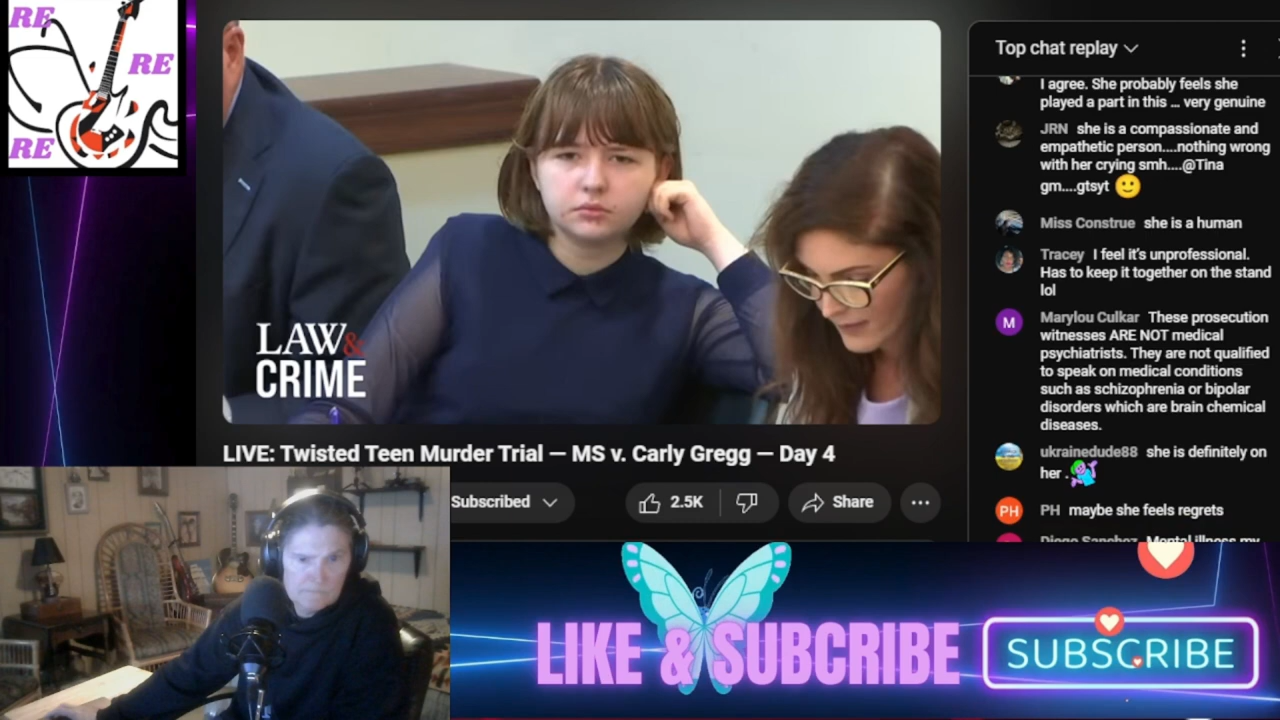 RE
RE
RE
LAW&
CRIME
LIVE: Twisted Teen Murder Trial — MS v. Carly Gregg — Day 4
Subscribed
2.5K
Share
Top chat replay
I agree. She probably feels she
played a part in this ... very genuine
JRN she is a compassionate and
empathetic person....nothing wrong
with her crying smh....@Tina
gm....gtsyt
Miss Construe she is a human
Tracey I feel it's unprofessional.
Has to keep it together on the stand
lol
M
Marylou Culkar These prosecution
witnesses ARE NOT medical
psychiatrists. They are not qualified
to speak on medical conditions
such as schizophrenia or bipolar
disorders which are brain chemical
diseases.
ukrainedude88 she is definitely on
her .
PH
PH maybe she feels regrets
Diego Sanchez Mental illness my
LIKE & SUBCRIBE
SUBSCRIBE